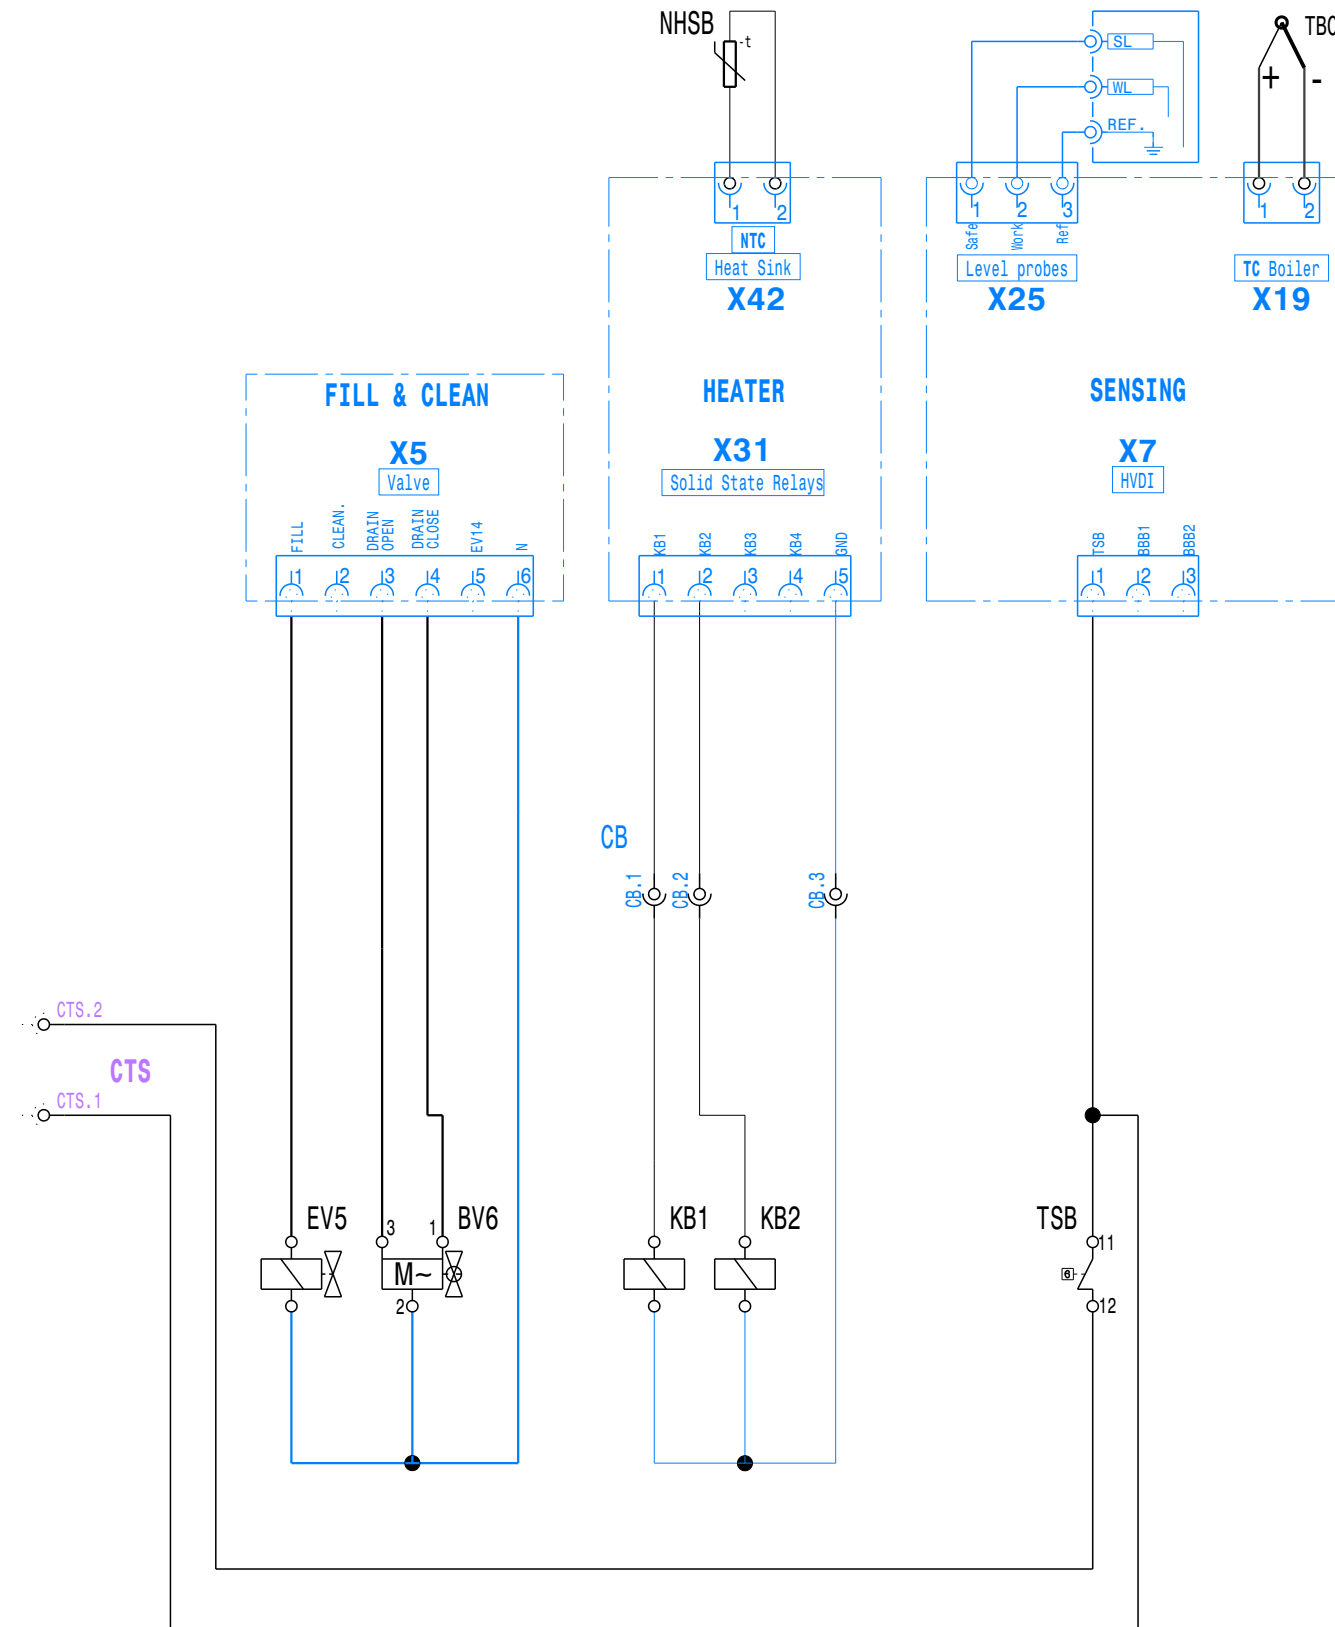 NHSB
-t
SL
WL
REF.
TBC
+
-
1 2
1 2 3
1 2
Safe
Work
Ref
NTC
Heat Sink
X42
Level probes
X25
TC Boiler
X19
FILL & CLEAN
HEATER
SENSING
X5
Valve
X31
Solid State Relays
X7
HVDI
FILL
CLEAN.
DRAIN
OPEN
DRAIN
CLOSE
EV14
N
KB1
KB2
KB3
KB4
GND
TSB
BBB1
BBB2
1 2 3 4 5 6
1 2 3 4 5
1 2 3
CB
CB.1
CB.2
CB.3
CTS.2
CTS
CTS.1
EV5
3
1
BV6
M~
2
KB1
KB2
TSB
11
12